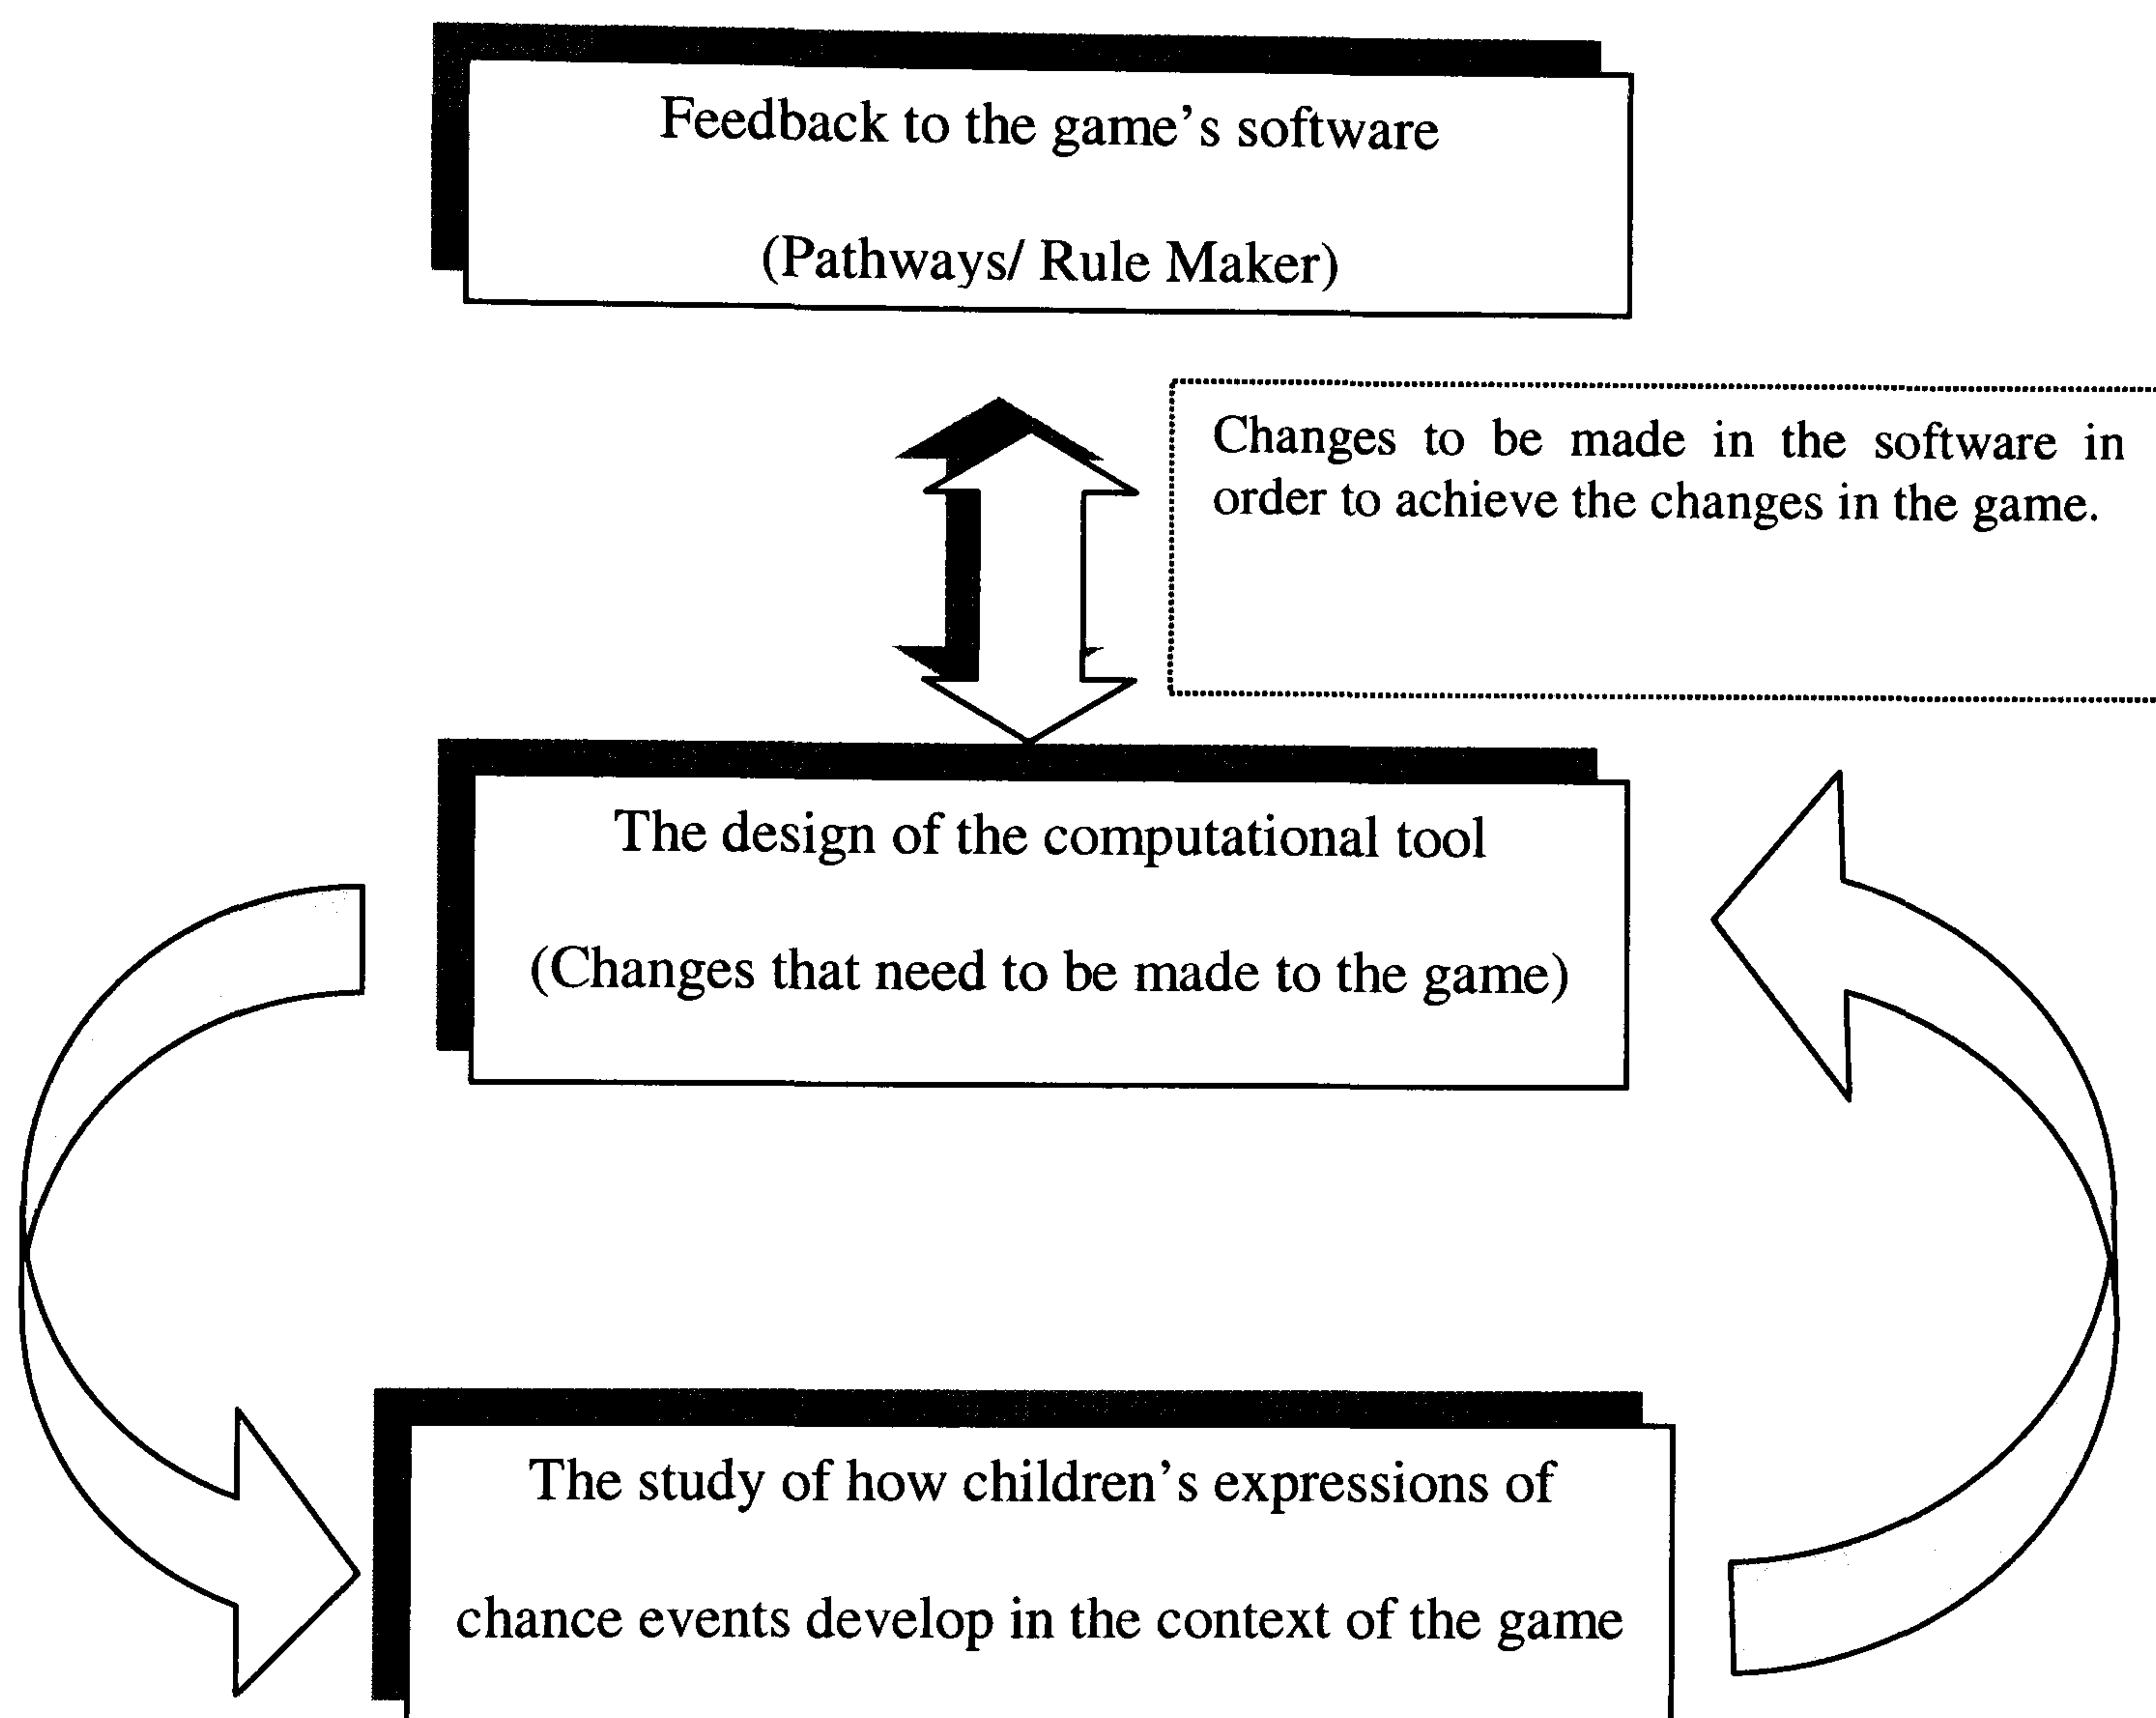 Feedback to the game’s software
(Pathways/ Rule Maker)
Changes to be made in the software in
order to achieve the changes in the game.
The design of the computational tool
(Changes that need to be made to the game)
The study of how children’s expressions of
chance events develop in the context of the game